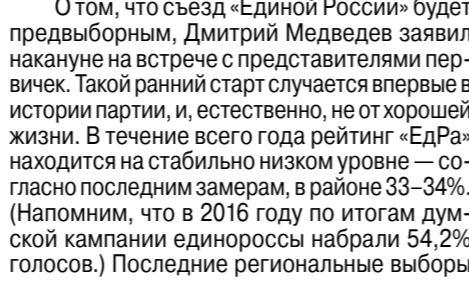 О том, что съезд «Единой России» будет
предвыборным, Дмитрий Медведев заявил
накануне на встрече с представителями пер-
вичек. Такой ранний старт случается впервые в
истории партии, и, естественно, не от хорошей
жизни. В течение всего года рейтинг «ЕдРа»
находится на стабильно низком уровне — со-
гласно последним замерам, в районе 33–34%.
(Напомним, что в 2016 году по итогам дум-
ской кампании единороссы набрали 54,2%
голосов.) Последние региональные выборы